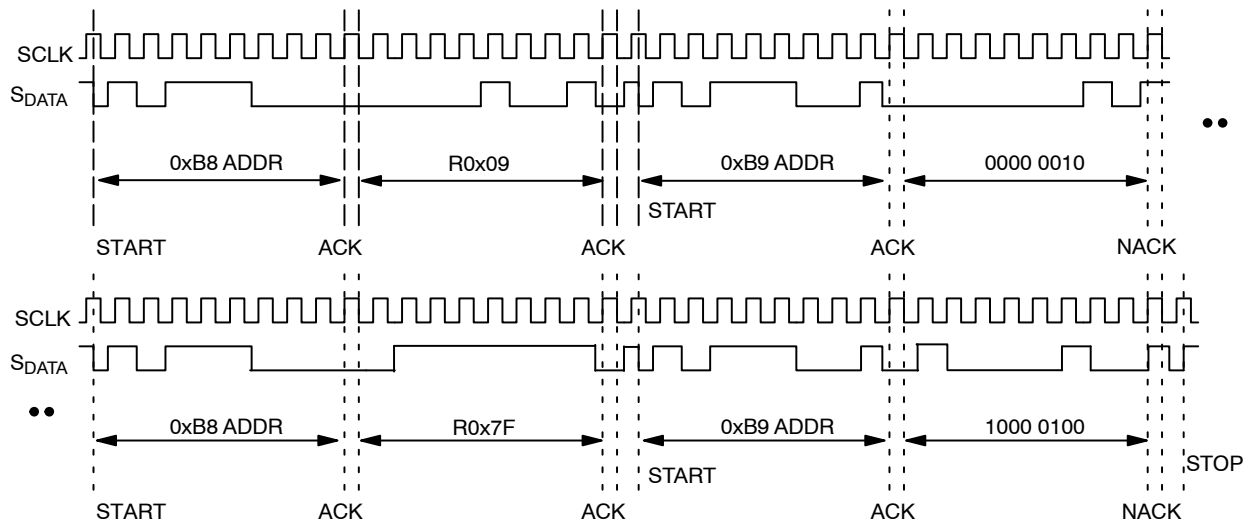 SCLK
SDATA
0xB8 ADDR R0x09 0xB9 ADDR 0000 0010
START
START ACK ACK ACK NACK
SCLK
SDATA
0xB8 ADDR R0x7F 0xB9 ADDR 1000 0100
START STOP
START ACK ACK ACK NACK